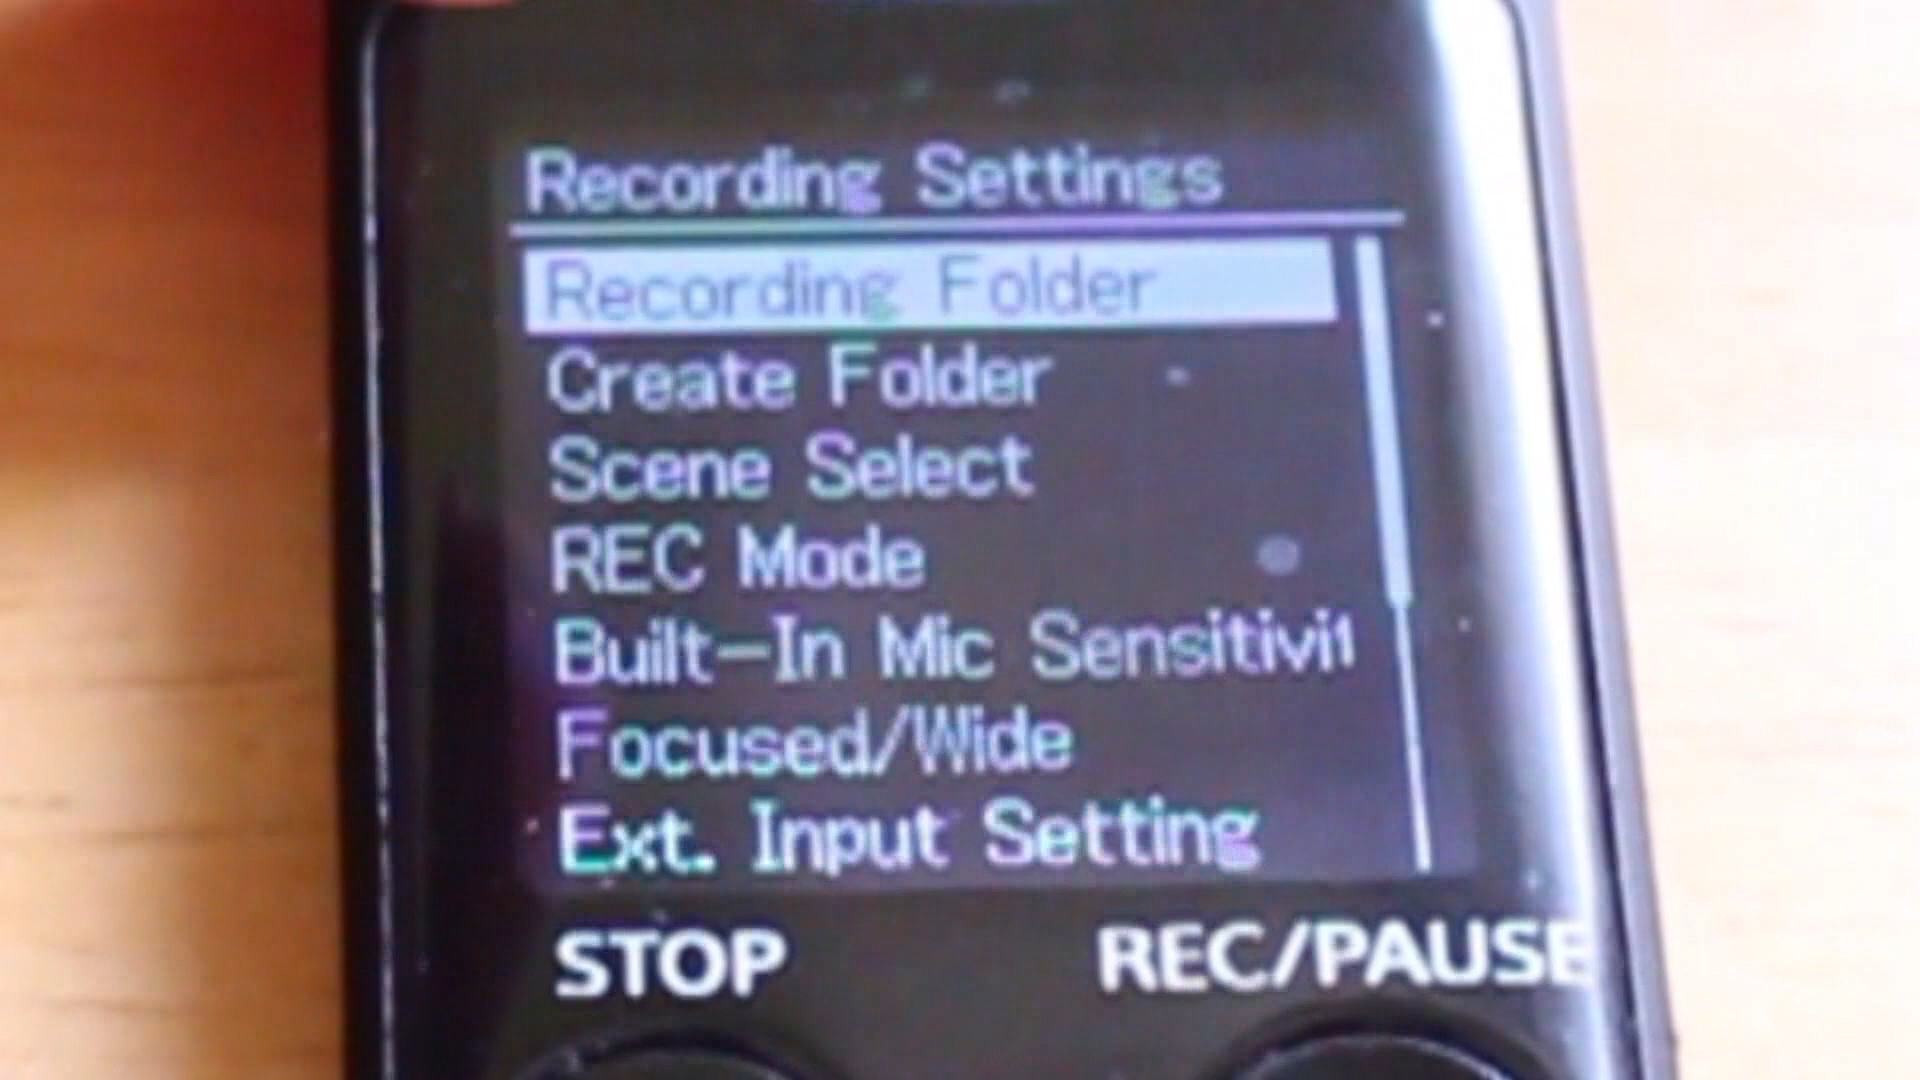 Recording Settings
Recording Folder
Create Folder
Scene Select
REC Mode
Built-In Mic Sensitivit
Focused/Wide
Ext. Input Setting
STOP REC/PAUSE